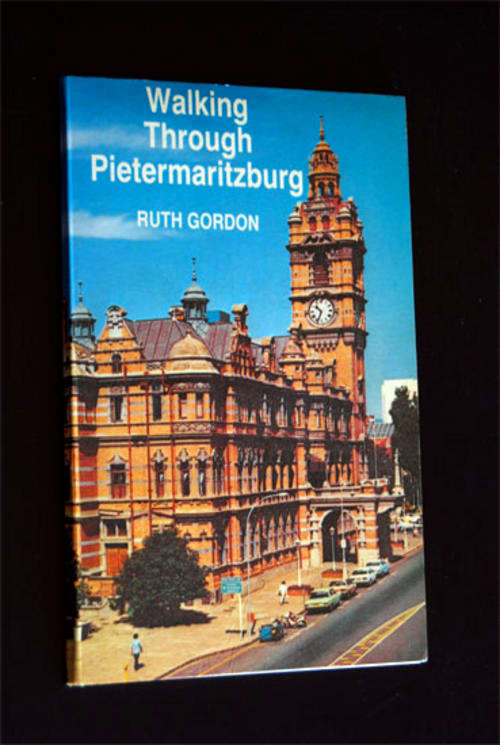 Walking
Through
Pietermaritzburg
RUTH GORDON